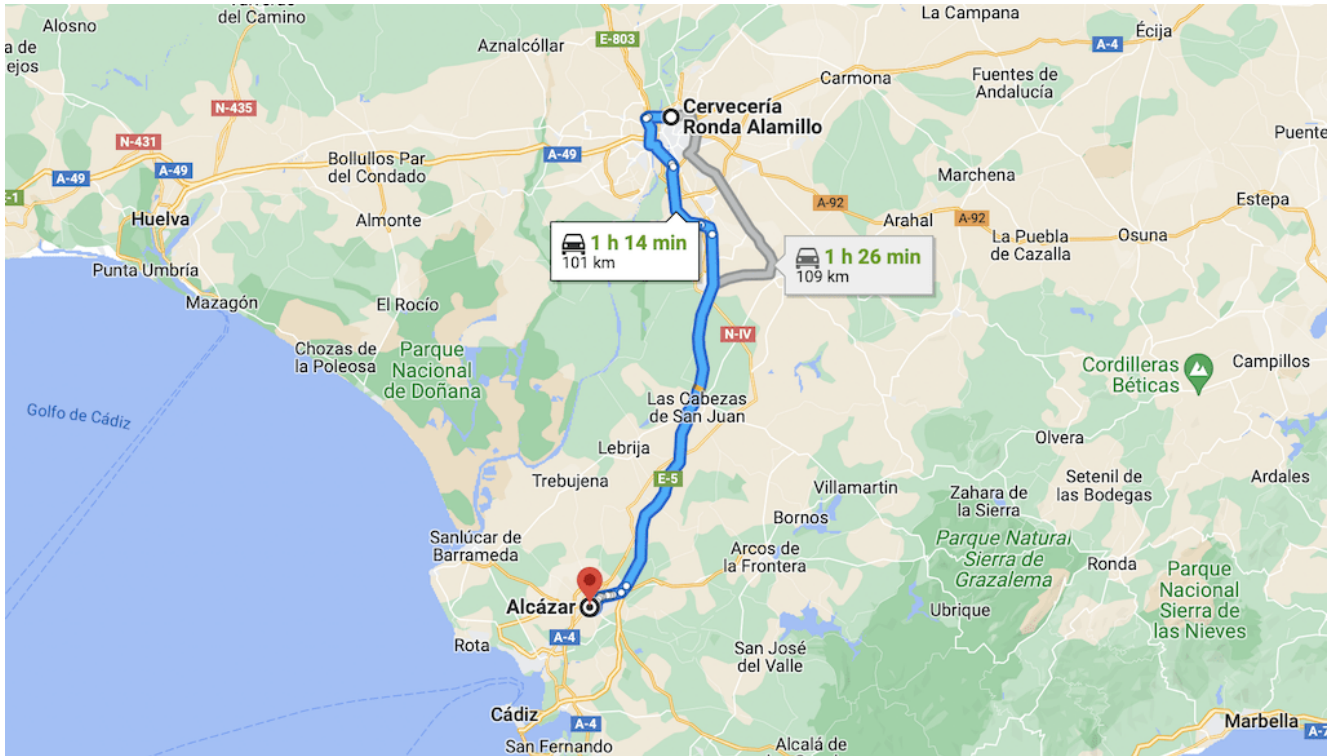 Alosno
del Camino
La Campana
Écija
A-4
E-803
Aznalcóllar
a de
ejos
Carmona
Fuentes de
Andalucía
N-435
Cervecería
Ronda Alamillo
Puente
N-431
A-49
Bollullos Par
del Condado
A-49
A-49
Marchena
E-1
Huelva
Almonte
A-92
Arahal
A-92
Estepa
La Puebla
de Cazalla
Osuna
1 h 14 min
101 km
1 h 26 min
109 km
Punta Umbría
Mazagón
El Rocío
N-IV
Chozas de
la Poleosa
Parque
Nacional
de Doñana
Cordilleras
Béticas
Campillos
Golfo de Cádiz
Las Cabezas
de San Juan
Olvera
Lebrija
E-5
Trebujena
Villamartin
Setenil de
las Bodegas
Ardales
Zahara de
la Sierra
Bornos
Sanlúcar de
Barrameda
Arcos de
la Frontera
Parque Natural
Sierra de
Grazalema
Ronda
Parque
Nacional
Sierra de
las Nieves
Alcázar
Ubrique
A-4
Rota
San José
del Valle
Cádiz
A-4
Marbella
A-7
San Fernando
Alcalá de